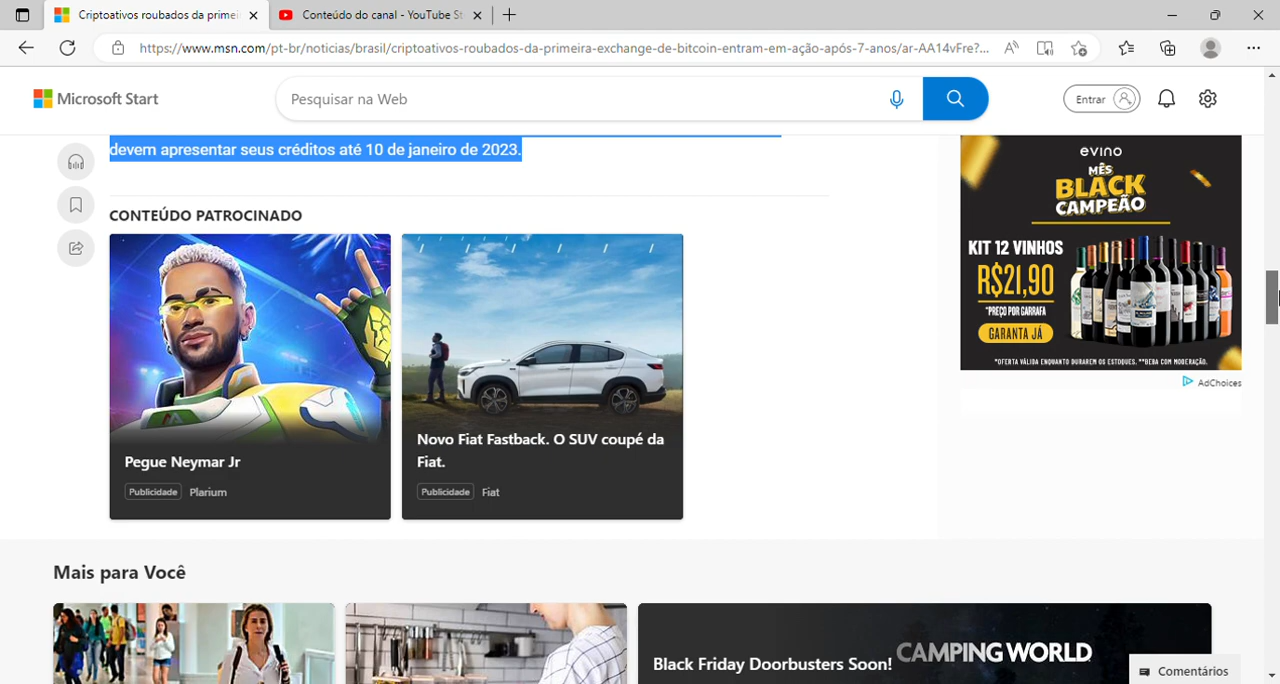 Criptoativos roubados da primei
Conteúdo do canal - YouTube St
https://www.msn.com/pt-br/noticias/brasil/criptoativos-roubados-da-primeira-exchange-de-bitcoin-entram-em-ação-após-7-anos/ar-AA14vFre?...
Microsoft Start
Pesquisar na Web
Entrar
devem apresentar seus créditos até 10 de janeiro de 2023.
CONTEÚDO PATROCINADO
Pegue Neymar Jr
Publicidade Plarium
Novo Fiat Fastback. O SUV coupé da
Fiat.
Publicidade Fiat
evino
MÊS
BLACK
CAMPEÃO
KIT 12 VINHOS
R$21,90
*PREÇO POR GARRAFA
GARANTA JÁ
*OFERTA VÁLIDA ENQUANTO DURAREM OS ESTOQUES. **BEBA COM MODERAÇÃO.
AdChoices
Mais para Você
Black Friday Doorbusters Soon!
CAMPING WORLD
Comentários